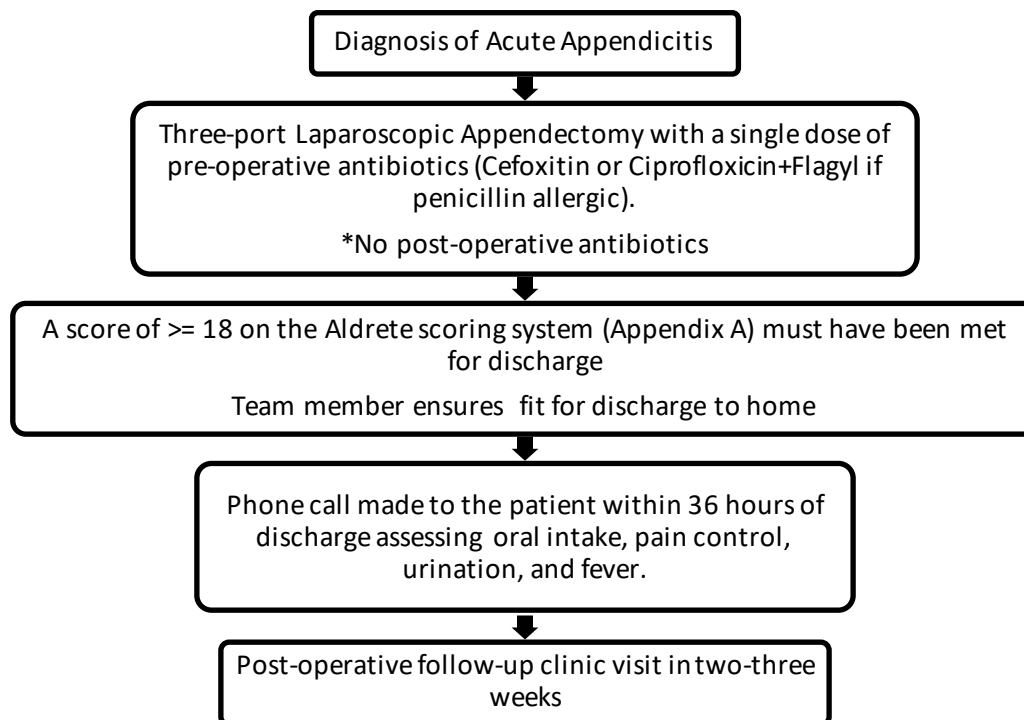 Diagnosis of Acute Appendicitis
Three-port Laparoscopic Appendectomy with a single dose of
pre-operative antibiotics (Cefoxitin or Ciprofloxicin+Flagyl if
penicillin allergic).
*No post-operative antibiotics
A score of >= 18 on the Aldrete scoring system (Appendix A) must have been met
for discharge
Team member ensures fit for discharge to home
Phone call made to the patient within 36 hours of
discharge assessing oral intake, pain control,
urination, and fever.
Post-operative follow-up clinic visit in two-three
weeks